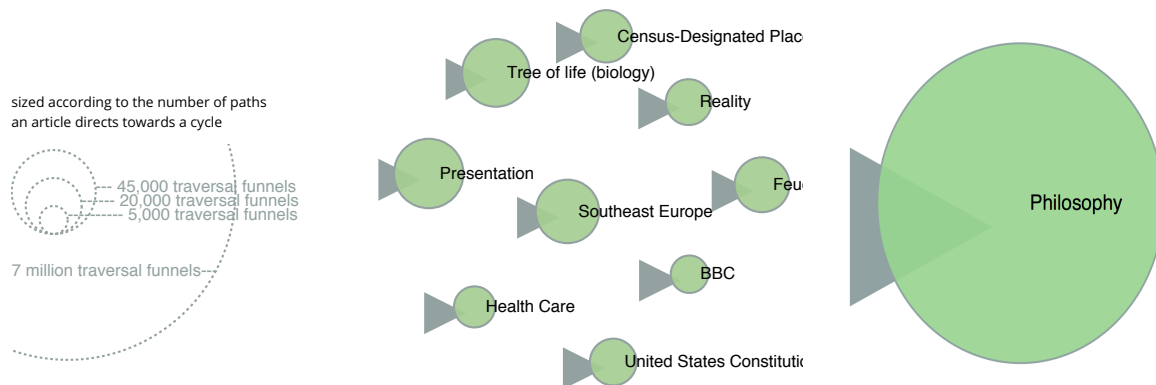 sized according to the number of paths
an article directs towards a cycle
45,000 traversal funnels
20,000 traversal funnels
5,000 traversal funnels
7 million traversal funnels
Census-Designated Plac
Tree of life (biology)
Reality
Presentation
Feud
Southeast Europe
BBC
Health Care
United States Constituti
Philosophy